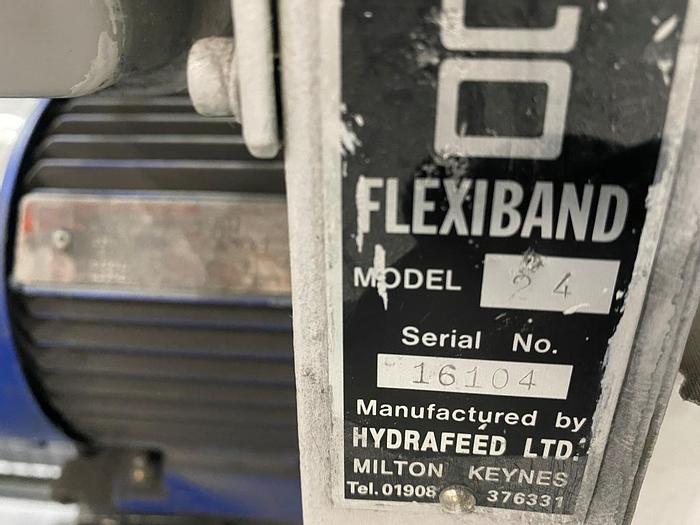 FLEXIBAND
MODEL 24
Serial No.
16104
Manufactured by
HYDRAFEED LTD.
MILTON KEYNES
Tel. 01908 376331